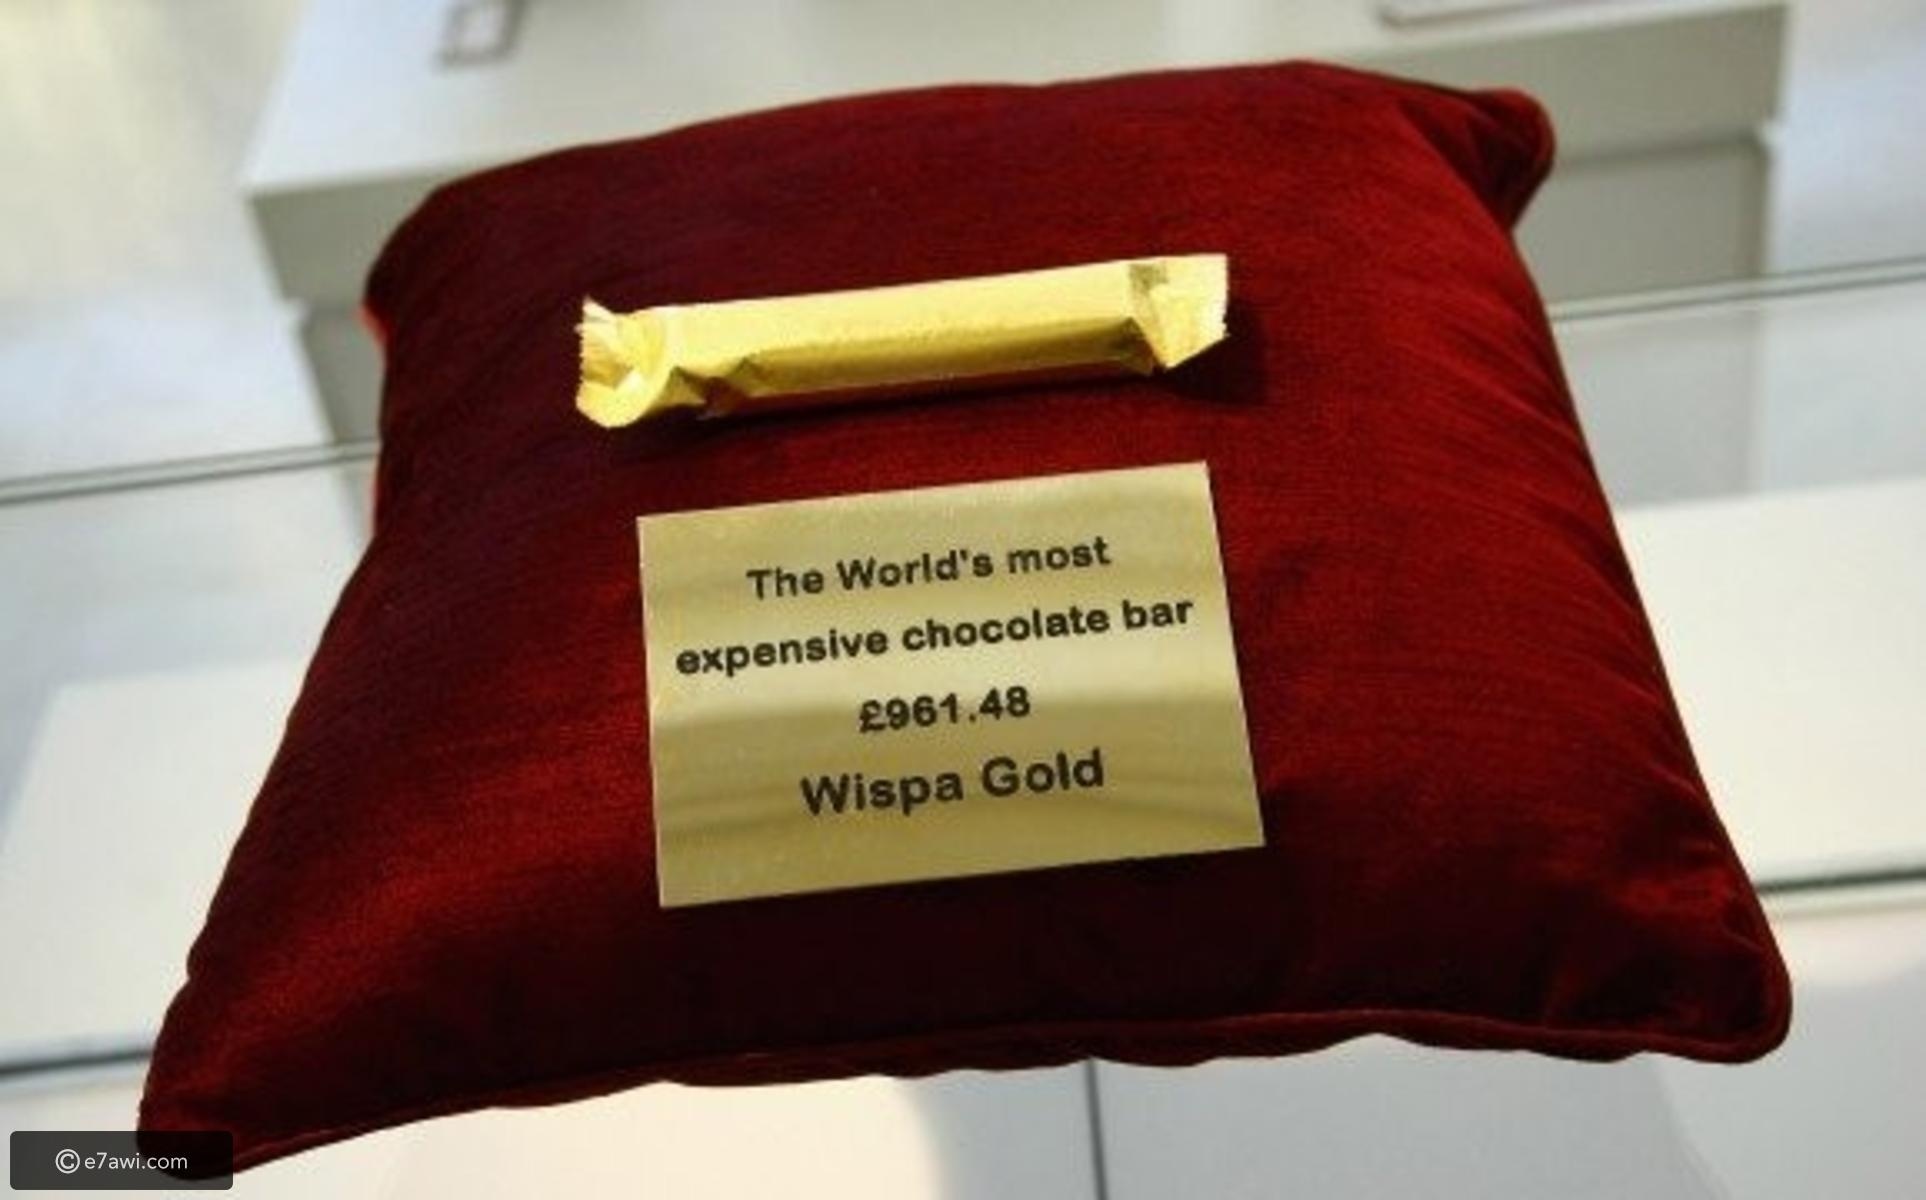 The World's most
expensive chocolate bar
£961.48
Wispa Gold
©e7awi.com